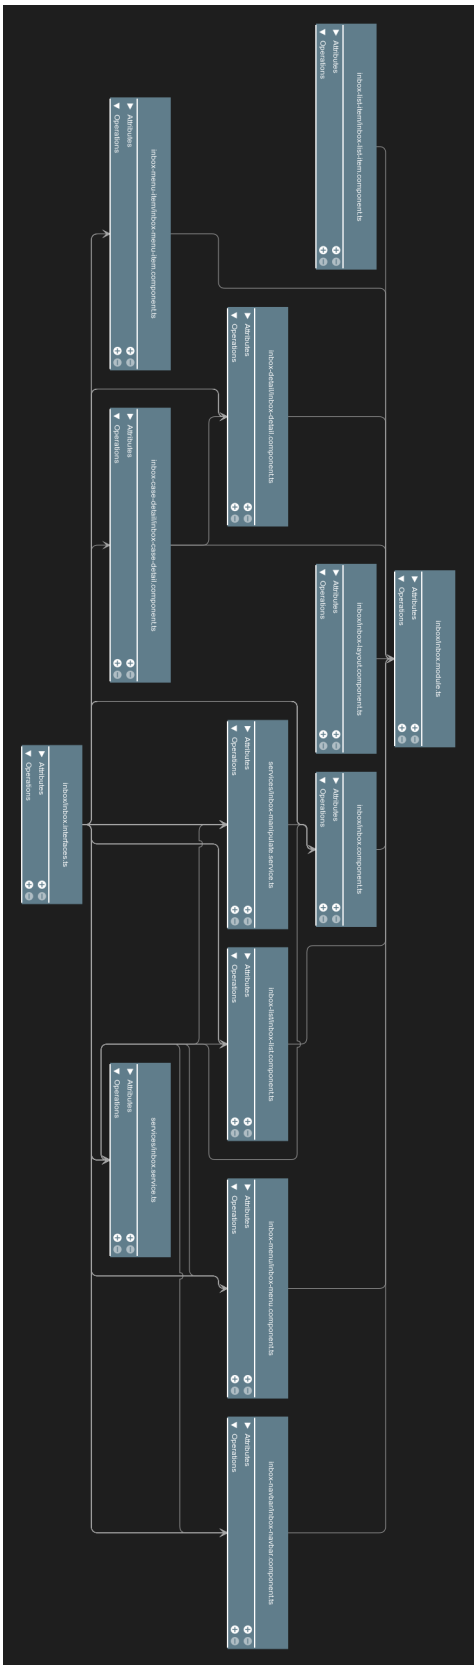 inbox/inbox.module.ts
▶ Attributes
▶ Operations
inbox-list-item/inbox-list-item.component.ts
▶ Attributes
▼ Operations
inbox/inbox-layout.component.ts
▶ Attributes
▼ Operations
inbox/inbox.component.ts
▶ Attributes
▼ Operations
inbox-detail/inbox-detail.component.ts
▶ Attributes
▼ Operations
services/inbox-manipulate.service.ts
▶ Attributes
▼ Operations
inbox-list/inbox-list.component.ts
▶ Attributes
▼ Operations
inbox-menu/inbox-menu.component.ts
▶ Attributes
▼ Operations
inbox-navbar/inbox-navbar.component.ts
▶ Attributes
▼ Operations
inbox-menu-item/inbox-menu-item.component.ts
▶ Attributes
▼ Operations
inbox-case-detail/inbox-case-detail.component.ts
▶ Attributes
▼ Operations
services/inbox.service.ts
▶ Attributes
▼ Operations
inbox/inbox.interfaces.ts
▶ Attributes
▼ Operations